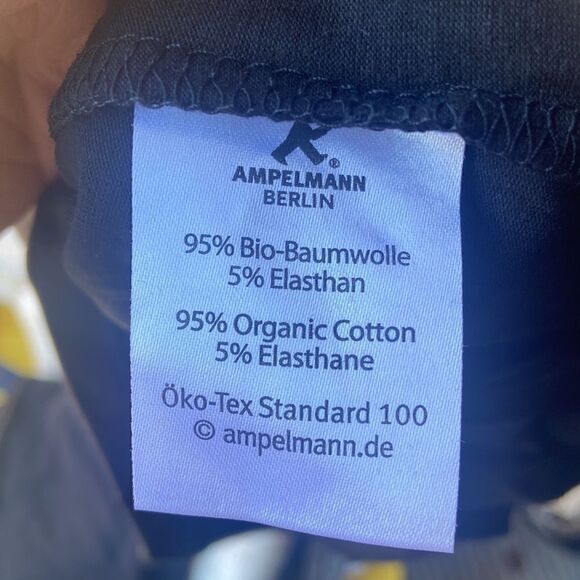 ®
AMPELMANN
BERLIN
95% Bio-Baumwolle
5% Elasthan
95% Organic Cotton
5% Elasthane
Öko-Tex Standard 100
© ampelmann.de